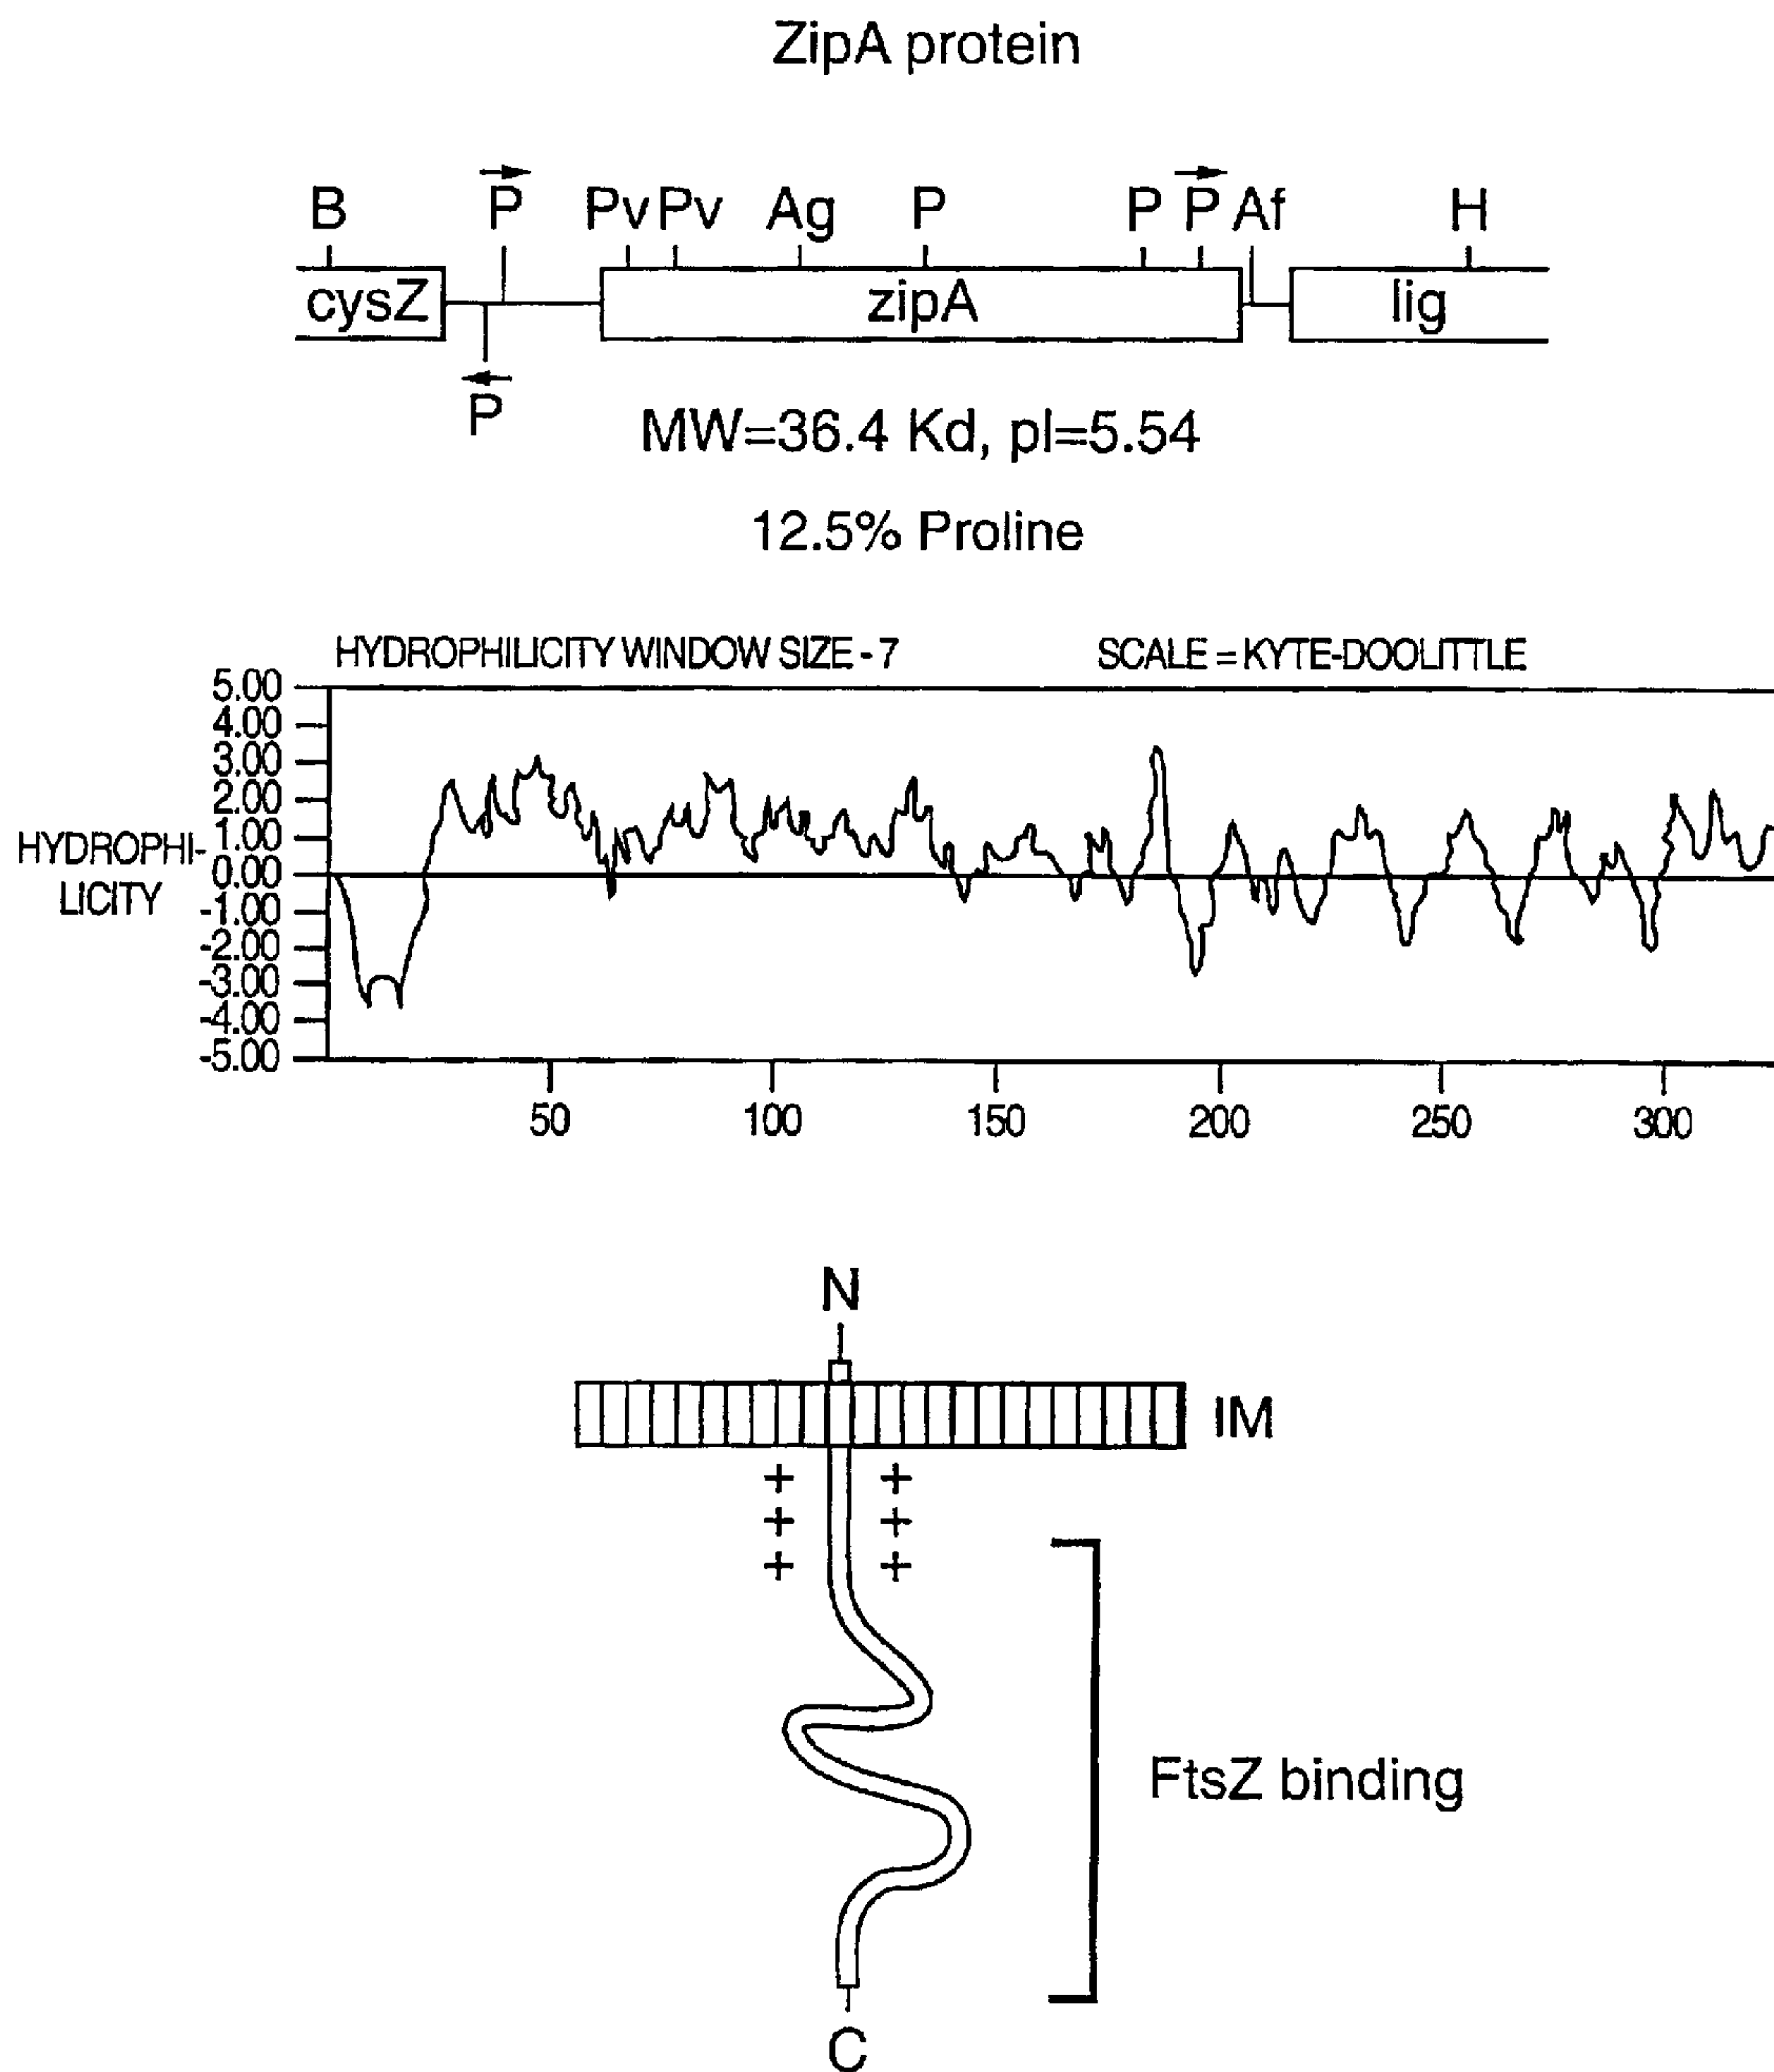 ZipA protein
B P Pv Pv Ag P P P Af H
cysZ zipA lig
P
MW=36.4 Kd, pI=5.54
12.5% Proline
HYDROPHILICITY WINDOW SIZE - 7 SCALE = KYTE-DOOLITTLE
5.00
4.00
3.00
2.00
1.00
0.00
-1.00
-2.00
-3.00
-4.00
-5.00
HYDROPHI-
LICITY
50 100 150 200 250 300
N
IM
+ +
+ +
+ +
FtsZ binding
C